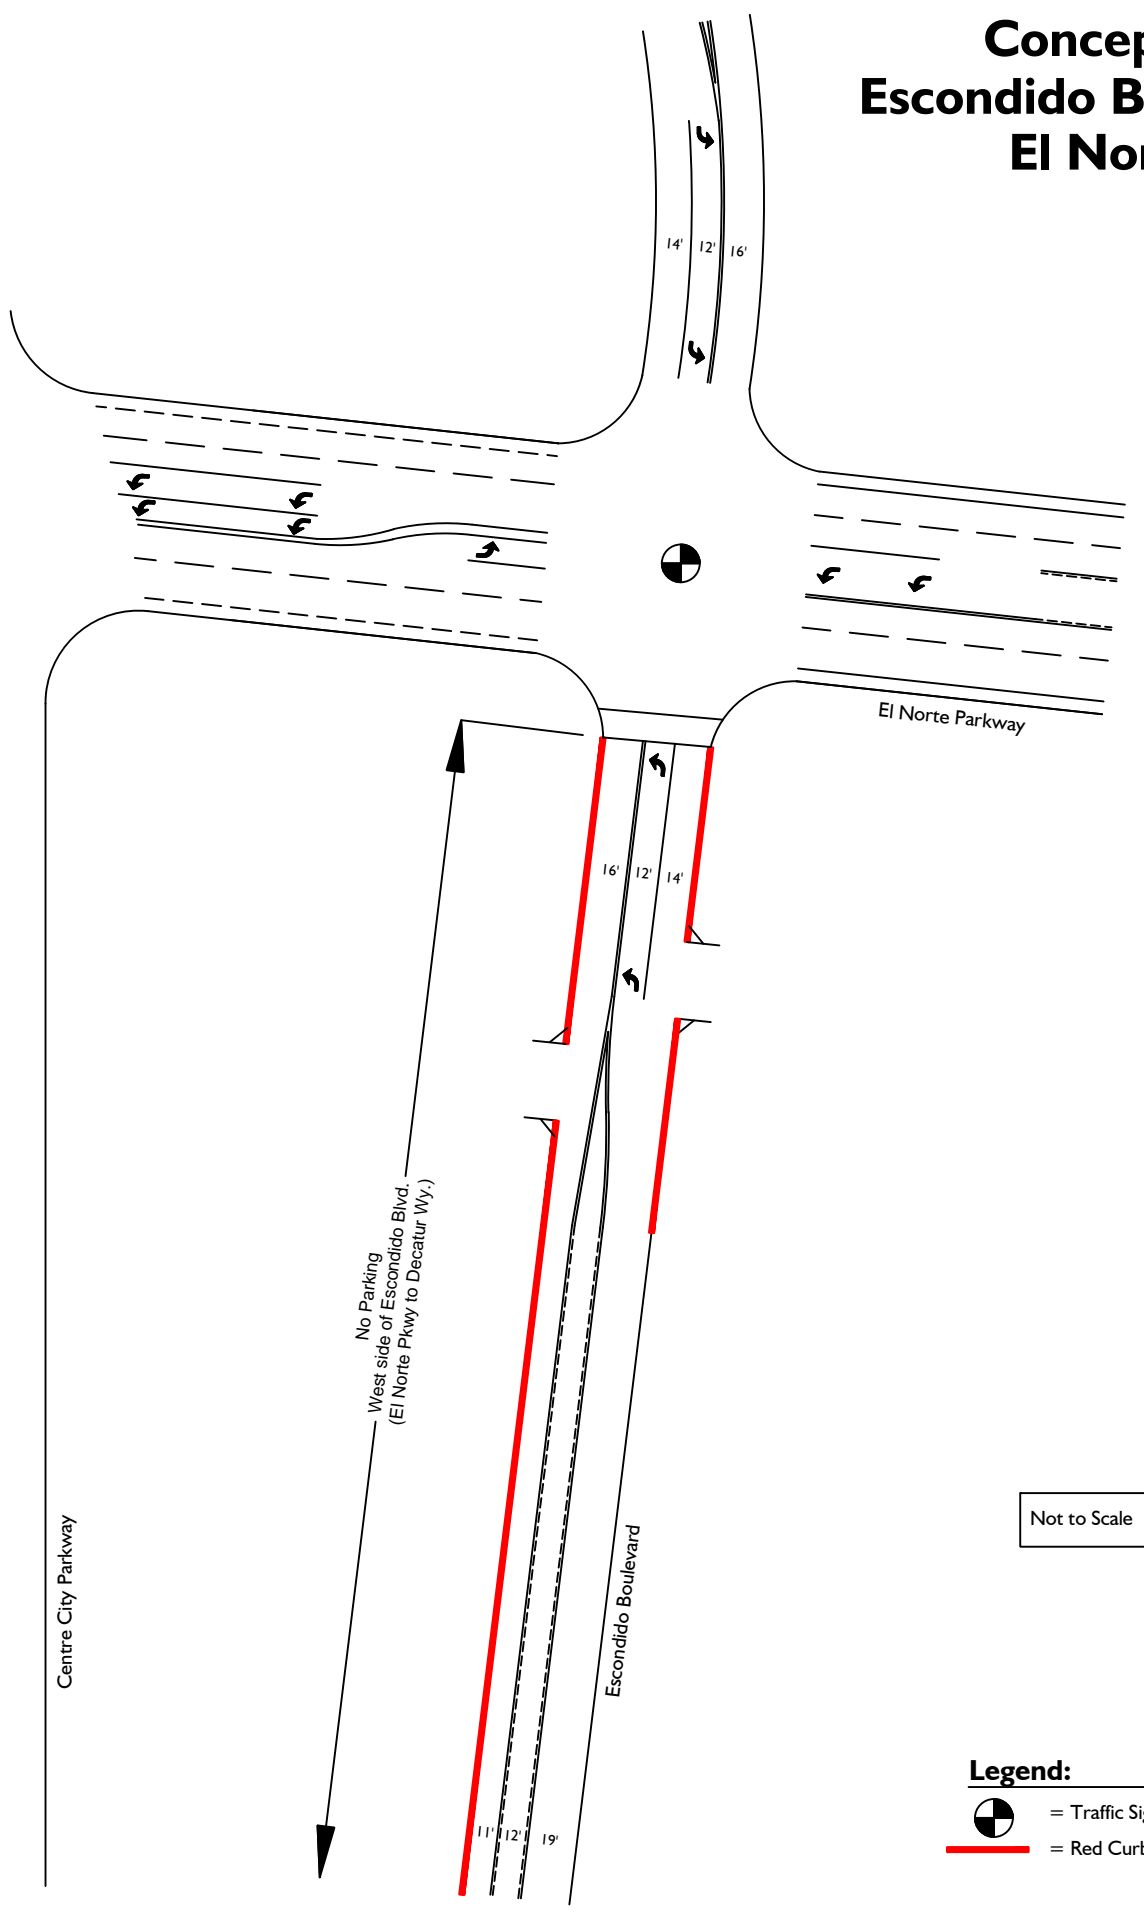 Concep
Escondido B
El Nor
14'
12'
16'
El Norte Parkway
16'
12'
14'
No Parking
West side of Escondido Blvd.
(El Norte Pkwy to Decatur Wy.)
Centre City Parkway
Escondido Boulevard
Not to Scale
11'
12'
19'
Legend:
= Traffic Sig
= Red Curb